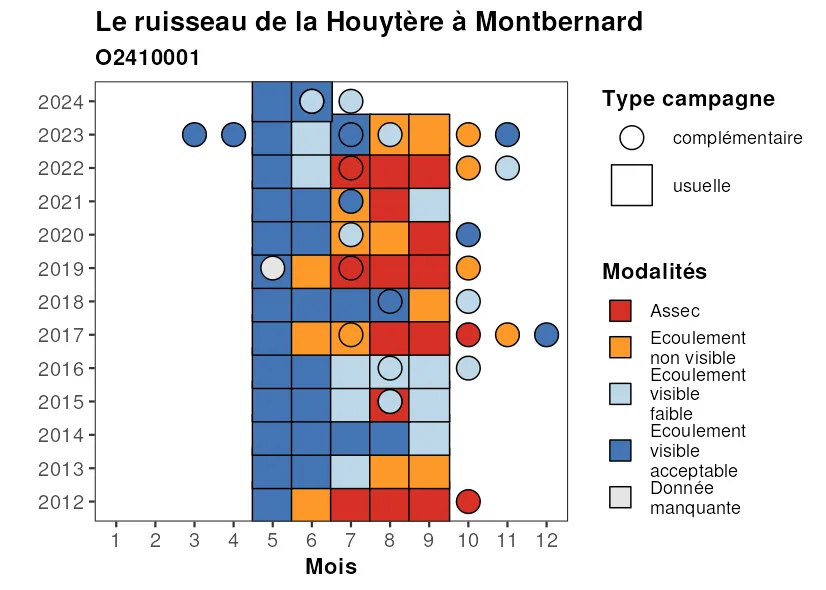 Le ruisseau de la Houytère à Montbernard
O2410001
2024
2023
2022
2021
2020
2019
2018
2017
2016
2015
2014
2013
2012
1 2 3 4 5 6 7 8 9 10 11 12
Mois
Type campagne
complémentaire
usuelle
Modalités
Assec
Ecoulement
non visible
Ecoulement
visible
faible
Ecoulement
visible
acceptable
Donnée
manquante